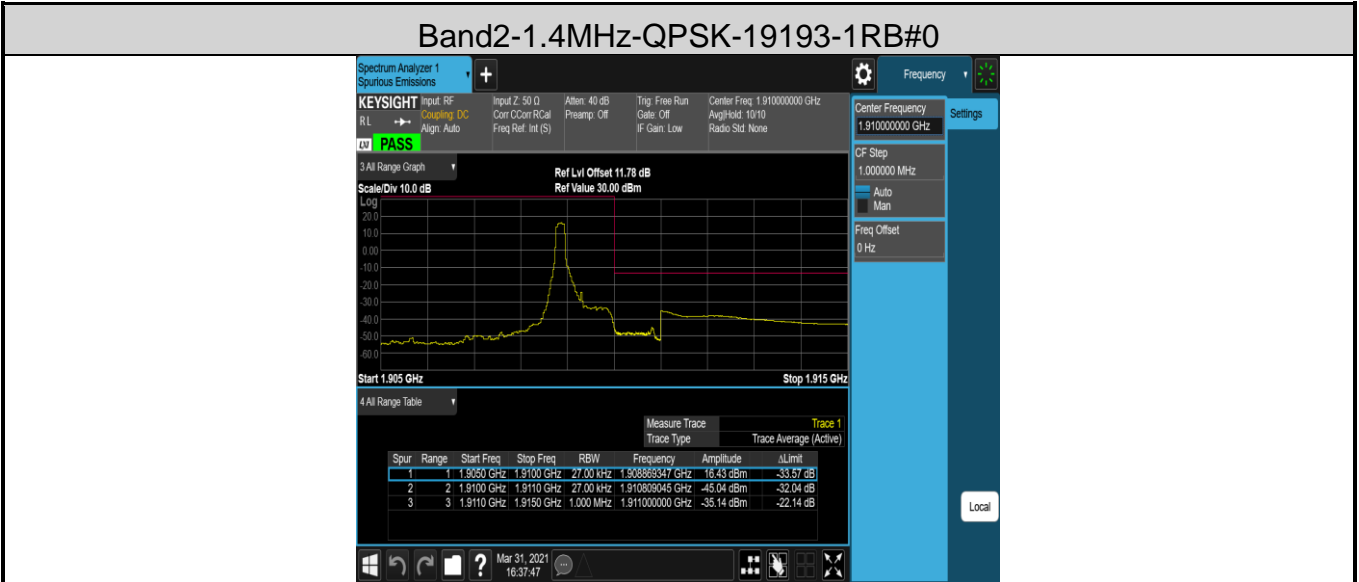 Band2-1.4MHz-QPSK-19193-1RB#0
Spectrum Analyzer 1
Spurious Emissions
Frequency
KEYSIGHT Input: RF Input Z: 50 Ω Atten: 40 dB Trig: Free Run Center Freq: 1.910000000 GHz
RL Coupling: DC Corr CCorr RCal Preamp: Off Gate: Off Avg|Hold: 10/10
Align: Auto Freq Ref: Int (S) IF Gain: Low Radio Std: None
LXI PASS
Center Frequency
1.910000000 GHz
Settings
CF Step
1.000000 MHz
Auto
Man
Freq Offset
0 Hz
3 All Range Graph
Ref Lvl Offset 11.78 dB
Scale/Div 10.0 dB Ref Value 30.00 dBm
Log
20.0
10.0
0.00
-10.0
-20.0
-30.0
-40.0
-50.0
-60.0
Start 1.905 GHz Stop 1.915 GHz
4 All Range Table
Measure Trace Trace 1
Trace Type Trace Average (Active)
Spur Range Start Freq Stop Freq RBW Frequency Amplitude ΔLimit
1 1 1.9050 GHz 1.9100 GHz 27.00 kHz 1.908869347 GHz 16.43 dBm -33.57 dB
2 2 1.9100 GHz 1.9110 GHz 27.00 kHz 1.910809045 GHz -45.04 dBm -32.04 dB
3 3 1.9110 GHz 1.9150 GHz 1.000 MHz 1.911000000 GHz -35.14 dBm -22.14 dB
Local
? Mar 31, 2021
16:37:47